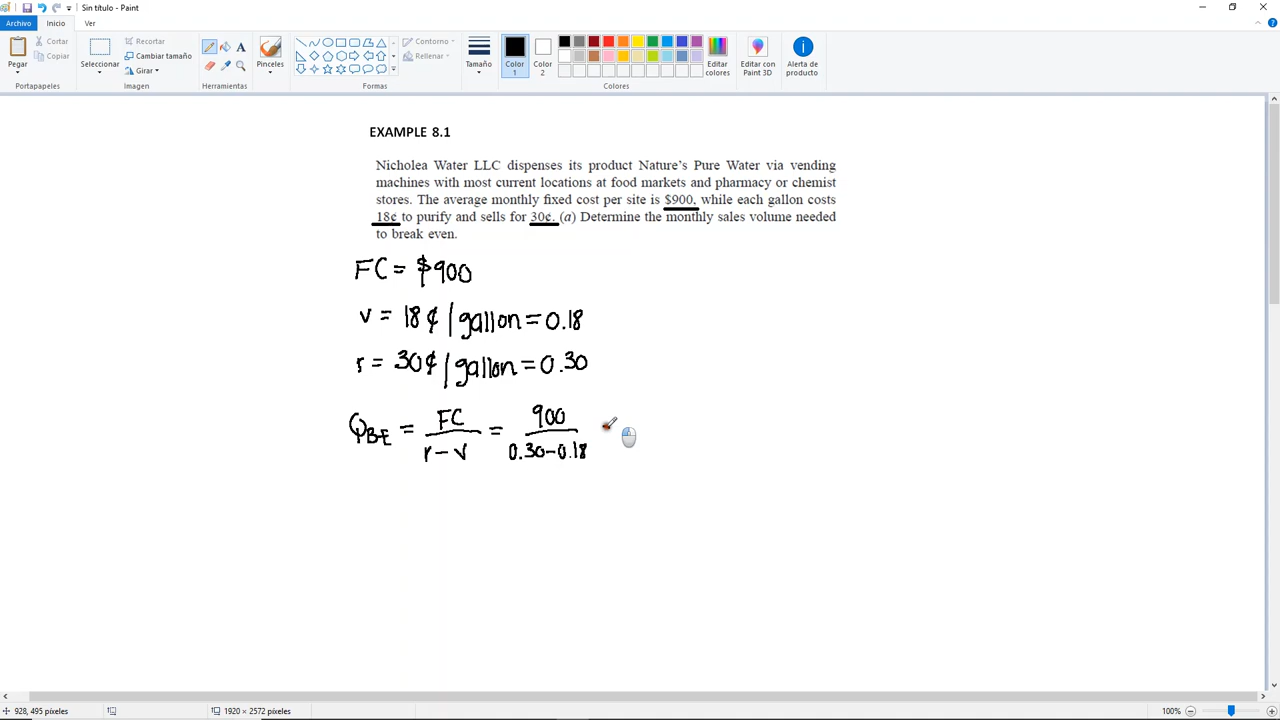 Sin título - Paint
Archivo Inicio Ver
Pegar
Cortar
Copiar
Portapapeles
Seleccionar
Recortar
Cambiar tamaño
Girar
Imagen
A
Herramientas
Pinceles
Contorno
Rellenar
Formas
Tamaño
Color 1
Color 2
Editar colores
Colores
Editar con Paint 3D
Alerta de producto
EXAMPLE 8.1
Nicholea Water LLC dispenses its product Nature's Pure Water via vending
machines with most current locations at food markets and pharmacy or chemist
stores. The average monthly fixed cost per site is $900, while each gallon costs
18¢ to purify and sells for 30¢. (a) Determine the monthly sales volume needed
to break even.
FC = $900
v = 18¢/gallon = 0.18
r = 30¢/gallon = 0.30
QBE = FC / r - v = 900 / 0.30-0.18
928, 495 píxeles
1920 × 2572 píxeles
100%